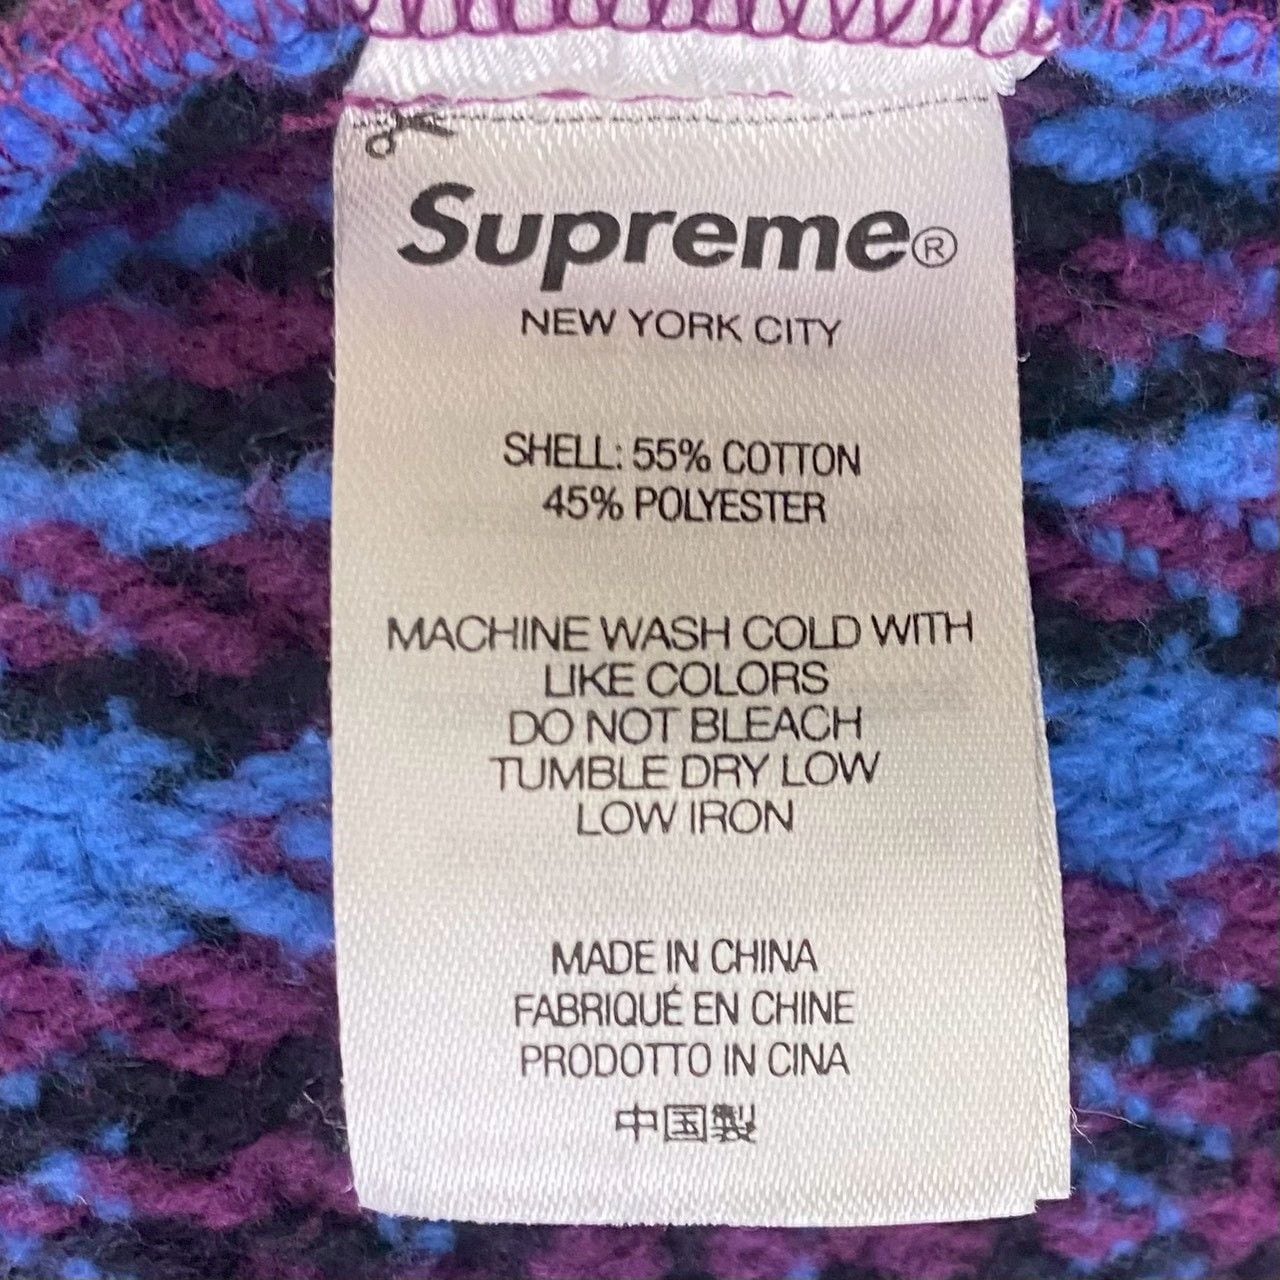 Supreme®
NEW YORK CITY
SHELL: 55% COTTON
45% POLYESTER
MACHINE WASH COLD WITH
LIKE COLORS
DO NOT BLEACH
TUMBLE DRY LOW
LOW IRON
MADE IN CHINA
FABRIQUÉ EN CHINE
PRODOTTO IN CINA
中国製